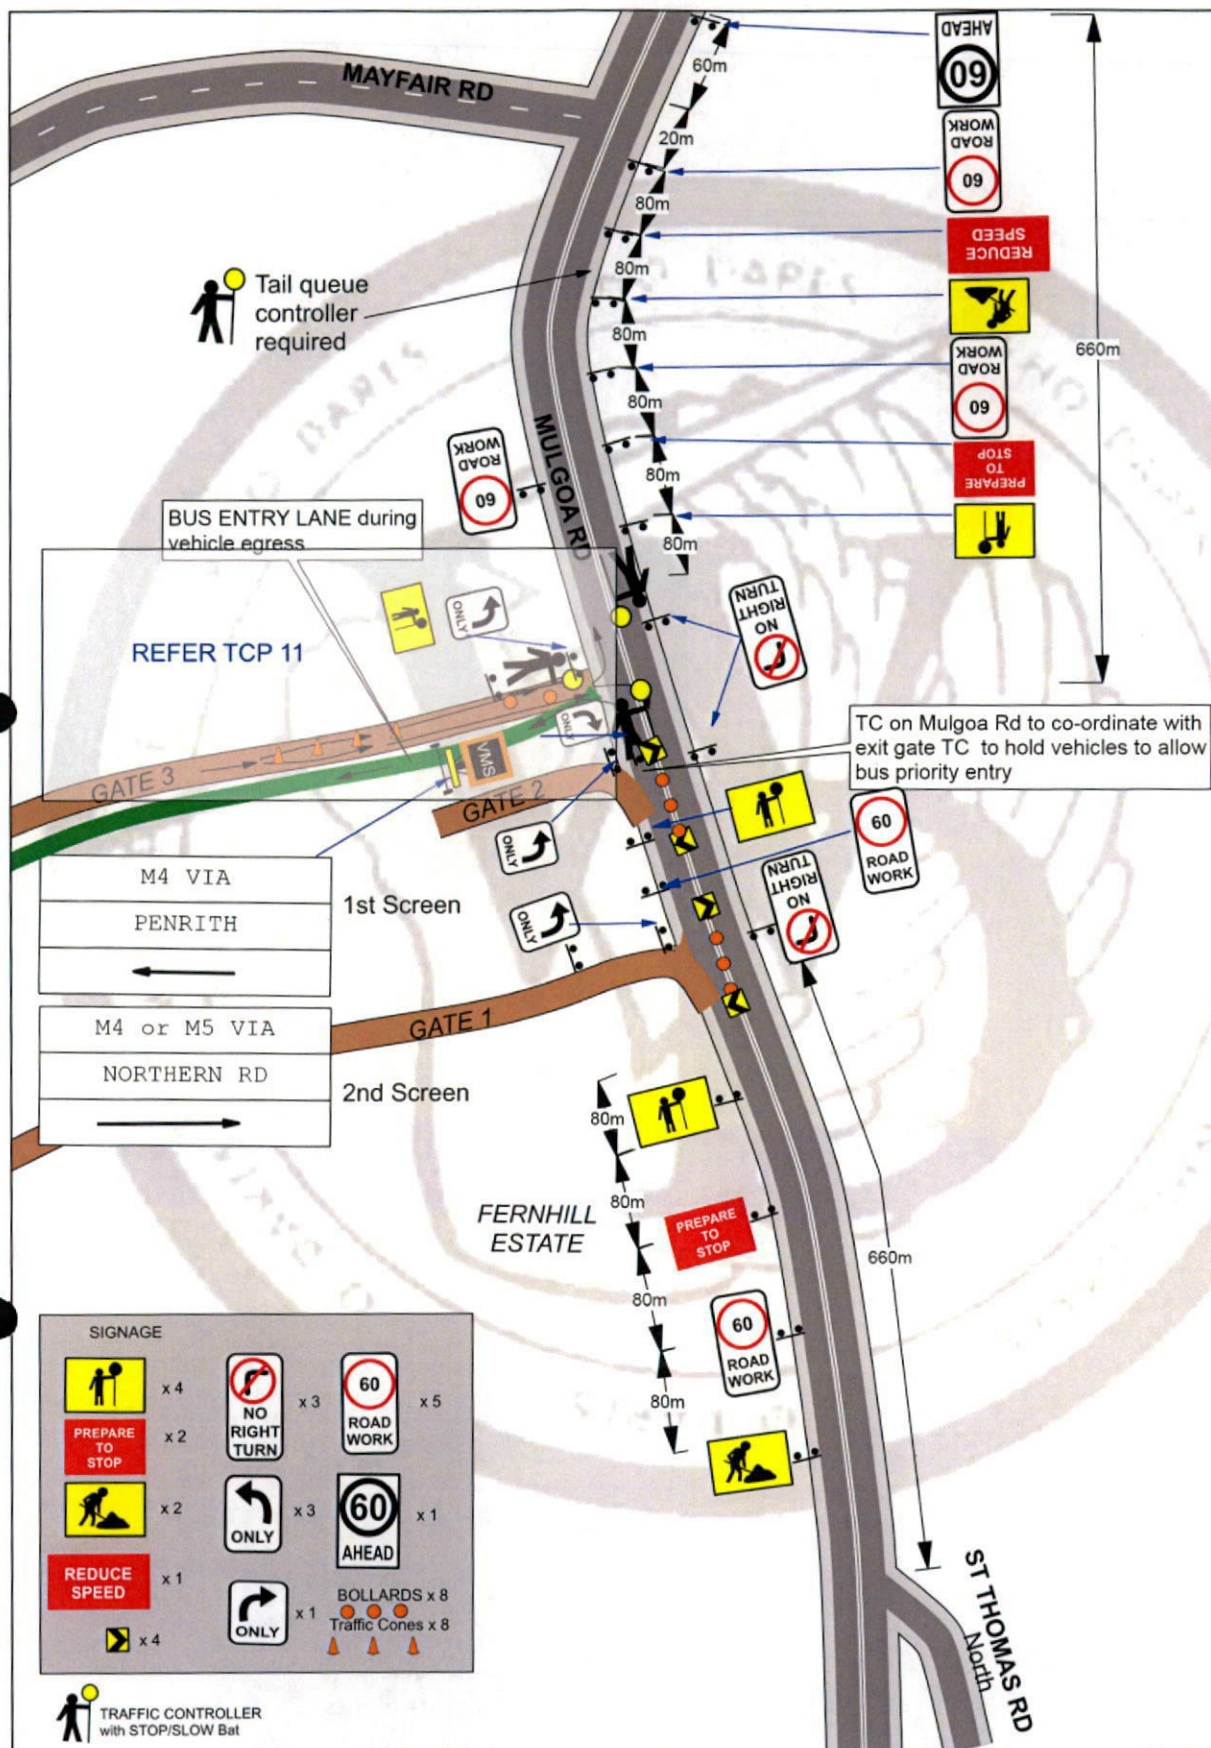 AHEAD
60
MAYFAIR RD
60m
20m
ROAD
WORK
60
80m
REDUCE
SPEED
80m
Tail queue
controller
required
80m
660m
ROAD
WORK
60
80m
MULGOA RD
ROAD
WORK
60
80m
PREPARE
TO
STOP
80m
BUS ENTRY LANE during
vehicle egress
NO
RIGHT
TURN
ONLY
REFER TCP 11
ONLY
VMS
GATE 3
GATE 2
TC on Mulgoa Rd to co-ordinate with
exit gate TC to hold vehicles to allow
bus priority entry
60
ROAD
WORK
ONLY
NO
RIGHT
TURN
ONLY
M4 VIA
PENRITH
1st Screen
M4 or M5 VIA
NORTHERN RD
2nd Screen
GATE 1
80m
80m
PREPARE
TO
STOP
FERNHILL
ESTATE
660m
80m
60
ROAD
WORK
80m
ST THOMAS RD
North
SIGNAGE
x 4
NO
RIGHT
TURN
x 3
60
ROAD
WORK
x 5
PREPARE
TO
STOP
x 2
x 2
ONLY
x 3
60
AHEAD
x 1
REDUCE
SPEED
x 1
ONLY
x 1
BOLLARDS x 8
Traffic Cones x 8
x 4
TRAFFIC CONTROLLER
with STOP/SLOW Bat